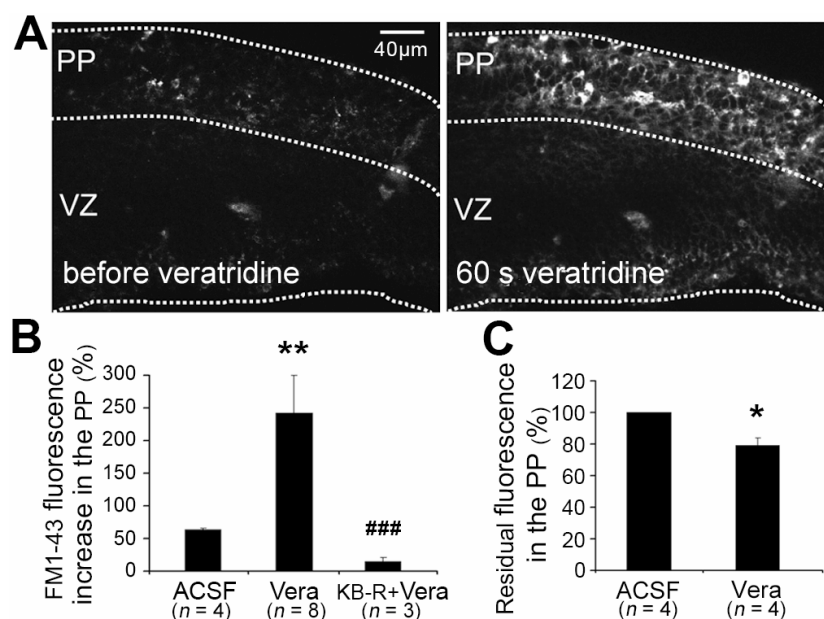 A
40µm
PP
VZ
before veratridine
PP
VZ
60 s veratridine
B
FM1-43 fluorescence
increase in the PP (%)
300
250
200
150
100
50
0
**
###
ACSF
Vera
KB-R+Vera
(n = 4)
(n = 8)
(n = 3)
C
Residual fluorescence
in the PP (%)
120
100
80
60
40
20
0
*
ACSF
Vera
(n = 4)
(n = 4)